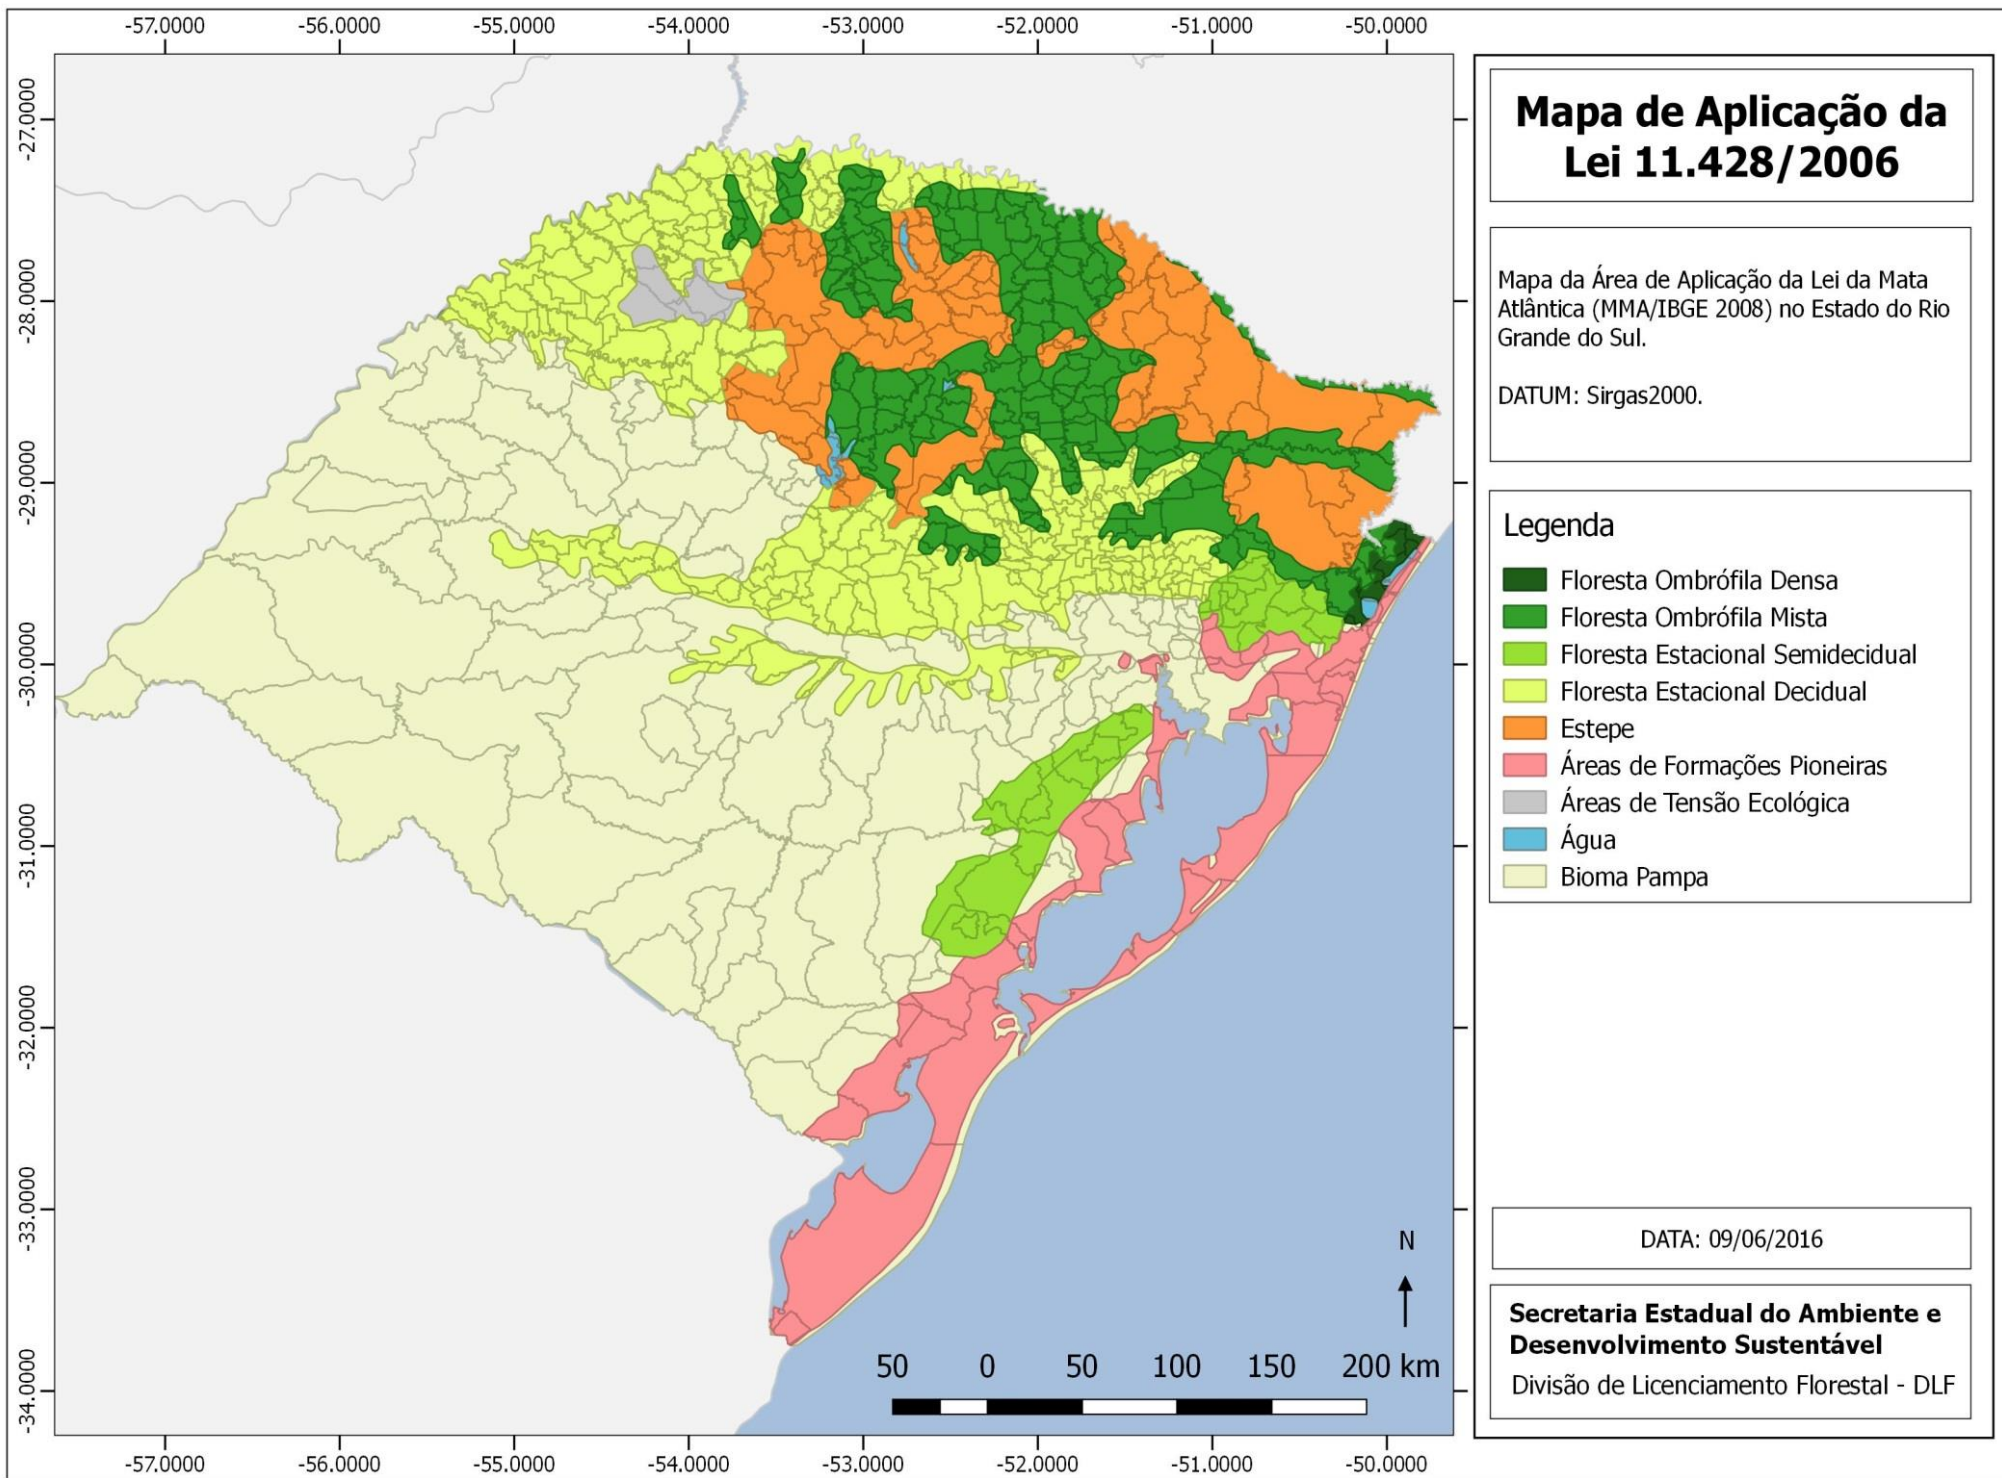 -57.0000 -56.0000 -55.0000 -54.0000 -53.0000 -52.0000 -51.0000 -50.0000
-27.0000
-28.0000
-29.0000
-30.0000
-31.0000
-32.0000
-33.0000
-34.0000
N
50 0 50 100 150 200 km
-57.0000 -56.0000 -55.0000 -54.0000 -53.0000 -52.0000 -51.0000 -50.0000
Mapa de Aplicação da
Lei 11.428/2006
Mapa da Área de Aplicação da Lei da Mata
Atlântica (MMA/IBGE 2008) no Estado do Rio
Grande do Sul.
DATUM: Sirgas2000.
Legenda
Floresta Ombrófila Densa
Floresta Ombrófila Mista
Floresta Estacional Semidecidual
Floresta Estacional Decidual
Estepe
Áreas de Formações Pioneiras
Áreas de Tensão Ecológica
Água
Bioma Pampa
DATA: 09/06/2016
Secretaria Estadual do Ambiente e
Desenvolvimento Sustentável
Divisão de Licenciamento Florestal - DLF